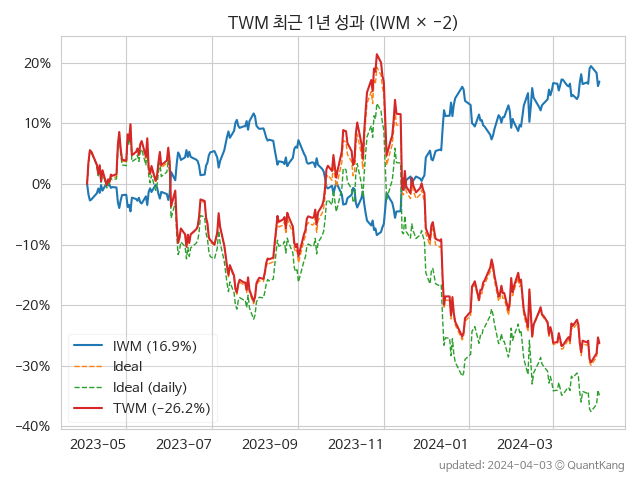 TWM 최근 1년 성과 (IWM × −2)
20%
10%
0%
−10%
−20%
−30%
−40%
IWM (16.9%)
Ideal
Ideal (daily)
TWM (−26.2%)
2023-05 2023-07 2023-09 2023-11 2024-01 2024-03
updated: 2024-04-03 © QuantKang